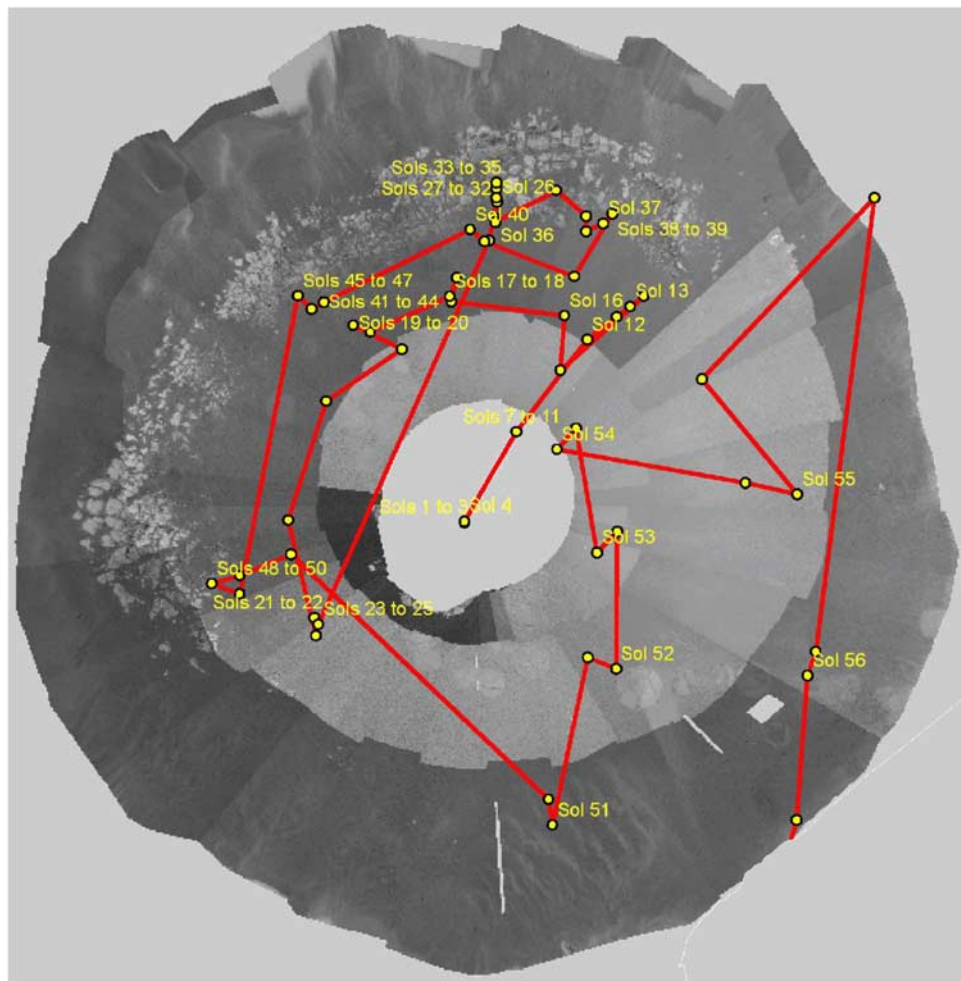 Sols 33 to 35
Sols 27 to 32
Sol 26
Sol 37
Sol 40
Sol 36
Sols 38 to 39
Sols 45 to 47
Sols 17 to 18
Sol 13
Sols 41 to 44
Sol 16
Sols 19 to 20
Sol 12
Sols 7 to 11
Sol 54
Sol 55
Sols 1 to 3
Sol 4
Sol 53
Sols 48 to 50
Sols 21 to 22
Sols 23 to 25
Sol 52
Sol 56
Sol 51